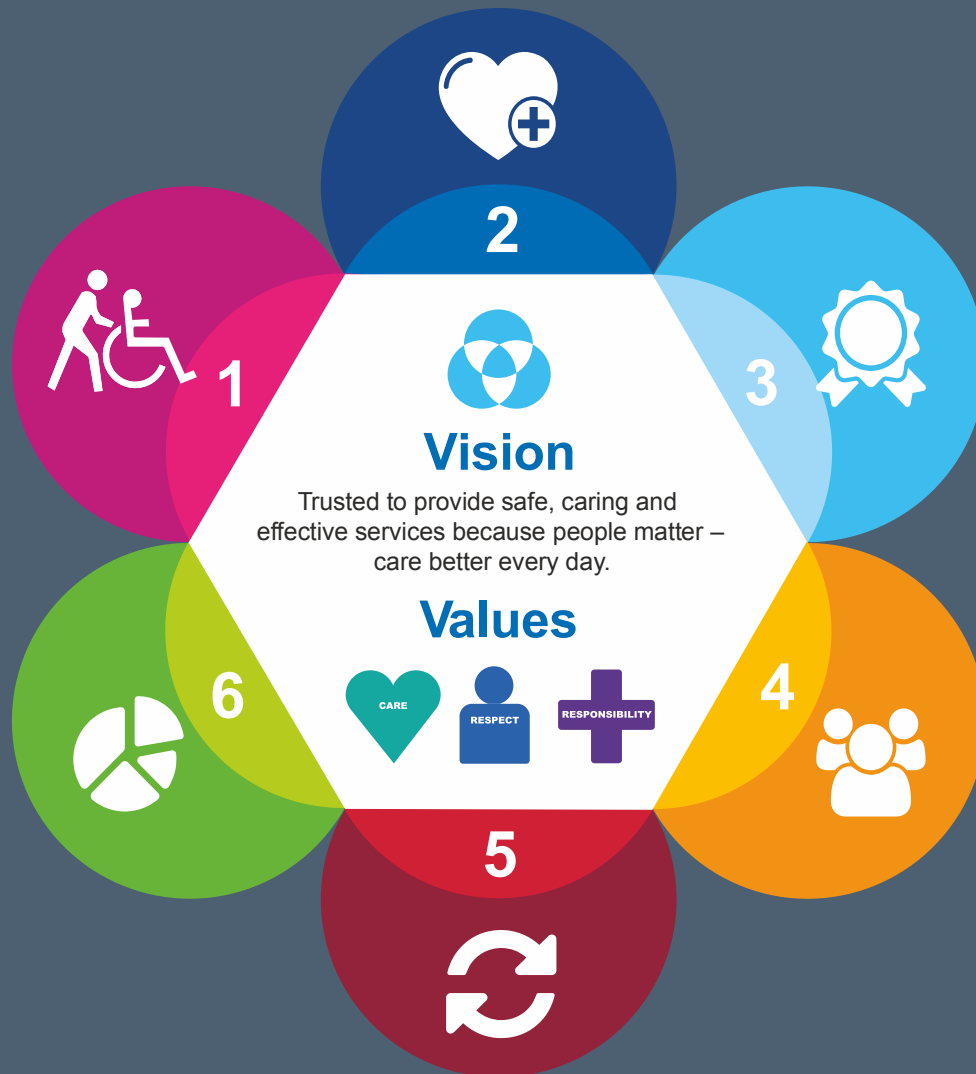 2
1
3
Vision
Trusted to provide safe, caring and
effective services because people matter –
care better every day.
Values
CARE
RESPECT
RESPONSIBILITY
6
4
5